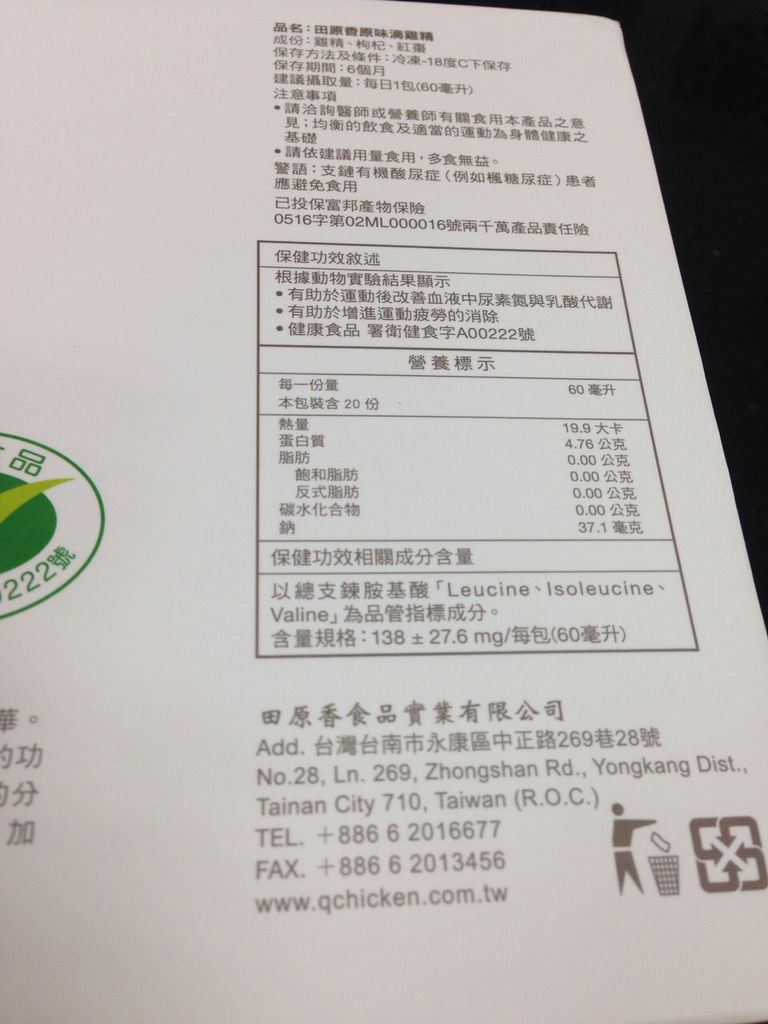 品名：田原香原味滴雞精
成份：雞精、枸杞、紅棗
保存方法及條件：冷凍-18度C下保存
保存期間：6個月
建議攝取量：每日1包(60毫升)
注意事項
•請洽詢醫師或營養師有關食用本產品之意
見；均衡的飲食及適當的運動為身體健康之
基礎
•請依建議用量食用，多食無益。
警語：支鏈有機酸尿症（例如楓糖尿症）患者
應避免食用
已投保富邦產物保險
0516字第02ML000016號兩千萬產品責任險
保健功效敘述
根據動物實驗結果顯示
•有助於運動後改善血液中尿素氮與乳酸代謝
•有助於增進運動疲勞的消除
•健康食品 署衛健食字A00222號
營養標示
每一份量 60 毫升
本包裝含 20 份
熱量 19.9 大卡
蛋白質 4.76 公克
脂肪 0.00 公克
飽和脂肪 0.00 公克
反式脂肪 0.00 公克
碳水化合物 0.00 公克
鈉 37.1 毫克
保健功效相關成分含量
以總支鍊胺基酸「Leucine、Isoleucine、
Valine」為品管指標成分。
含量規格：138 ± 27.6 mg/每包(60毫升)
田原香食品實業有限公司
Add. 台灣台南市永康區中正路269巷28號
No.28, Ln. 269, Zhongshan Rd., Yongkang Dist.,
Tainan City 710, Taiwan (R.O.C.)
TEL. +886 6 2016677
FAX. +886 6 2013456
www.qchicken.com.tw
品
0222號
華。
的功
的分
加